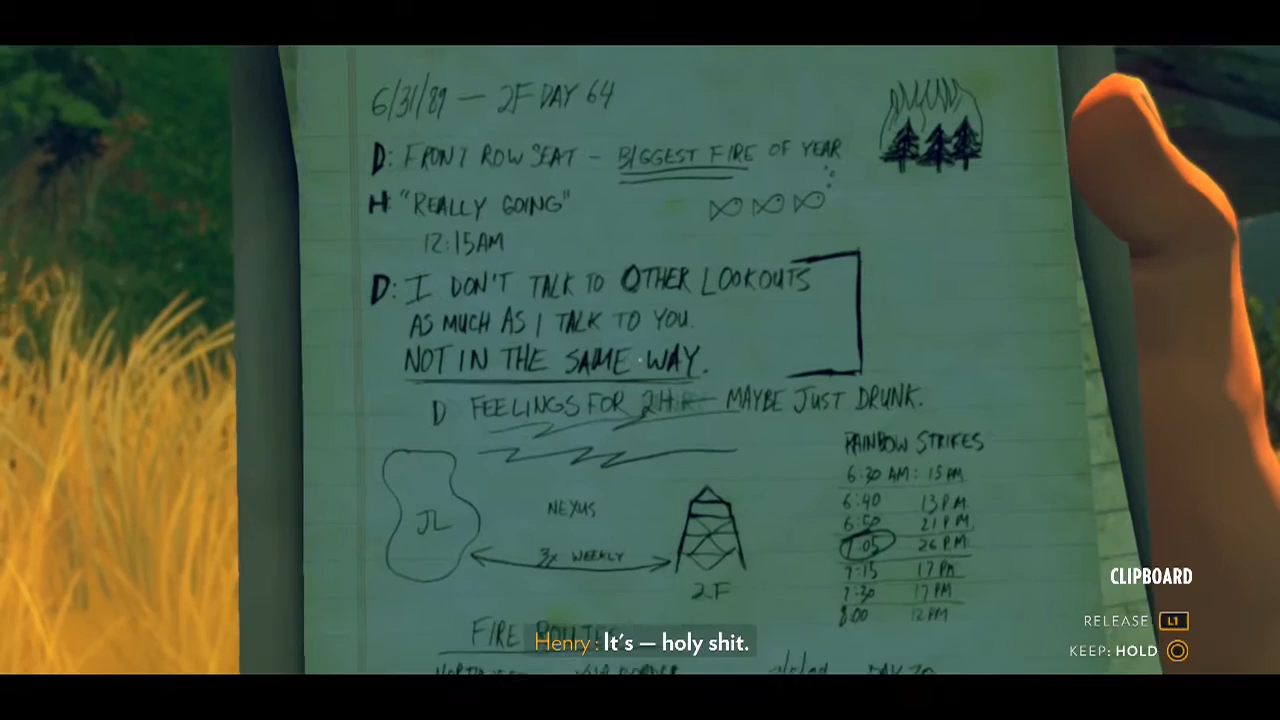 6/31/89 — 2F DAY 64
D: FRONT ROW SEAT – BIGGEST FIRE OF YEAR
H "REALLY GOING"
12:15AM
D: I DON'T TALK TO OTHER LOOKOUTS
AS MUCH AS I TALK TO YOU.
NOT IN THE SAME WAY.
D FEELINGS FOR — MAYBE JUST DRUNK.
RAINBOW STRIKES
6:30 AM: 15 PM
6:40 13 P.M.
6:50 21 P.M.
7:05 26 P.M.
7:15 17 PM
7:30 17 PM
8:00 12 PM
JL
NEXUS
3x WEEKLY
2F
FIRE
CLIPBOARD
RELEASE L1
KEEP: HOLD
Henry : It's — holy shit.